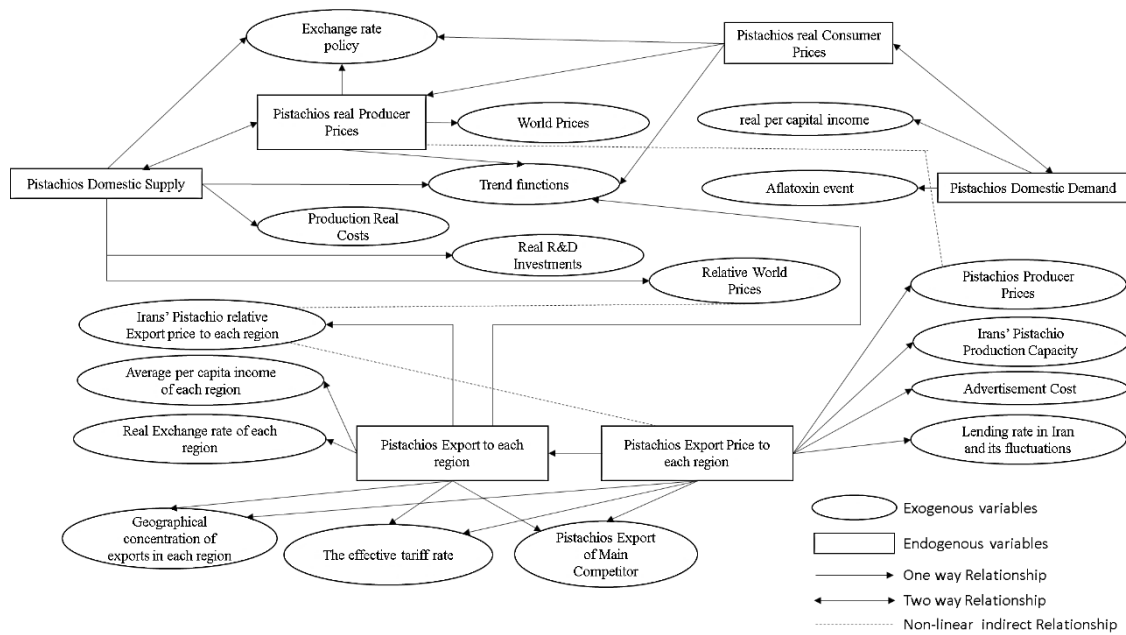 Exchange rate
policy
Pistachios real Consumer
Prices
Pistachios real Producer
Prices
World Prices
real per capital income
Pistachios Domestic Supply
Trend functions
Aflatoxin event
Pistachios Domestic Demand
Production Real
Costs
Real R&D
Investments
Relative World
Prices
Pistachios Producer
Prices
Irans' Pistachio relative
Export price to each region
Irans' Pistachio
Production Capacity
Average per capita income
of each region
Advertisement Cost
Real Exchange rate of each
region
Pistachios Export to each
region
Pistachios Export Price to
each region
Lending rate in Iran
and its fluctuations
Geographical
concentration of
exports in each region
The effective tariff rate
Pistachios Export
of Main
Competitor
Exogenous variables
Endogenous variables
One way Relationship
Two way Relationship
Non-linear indirect Relationship